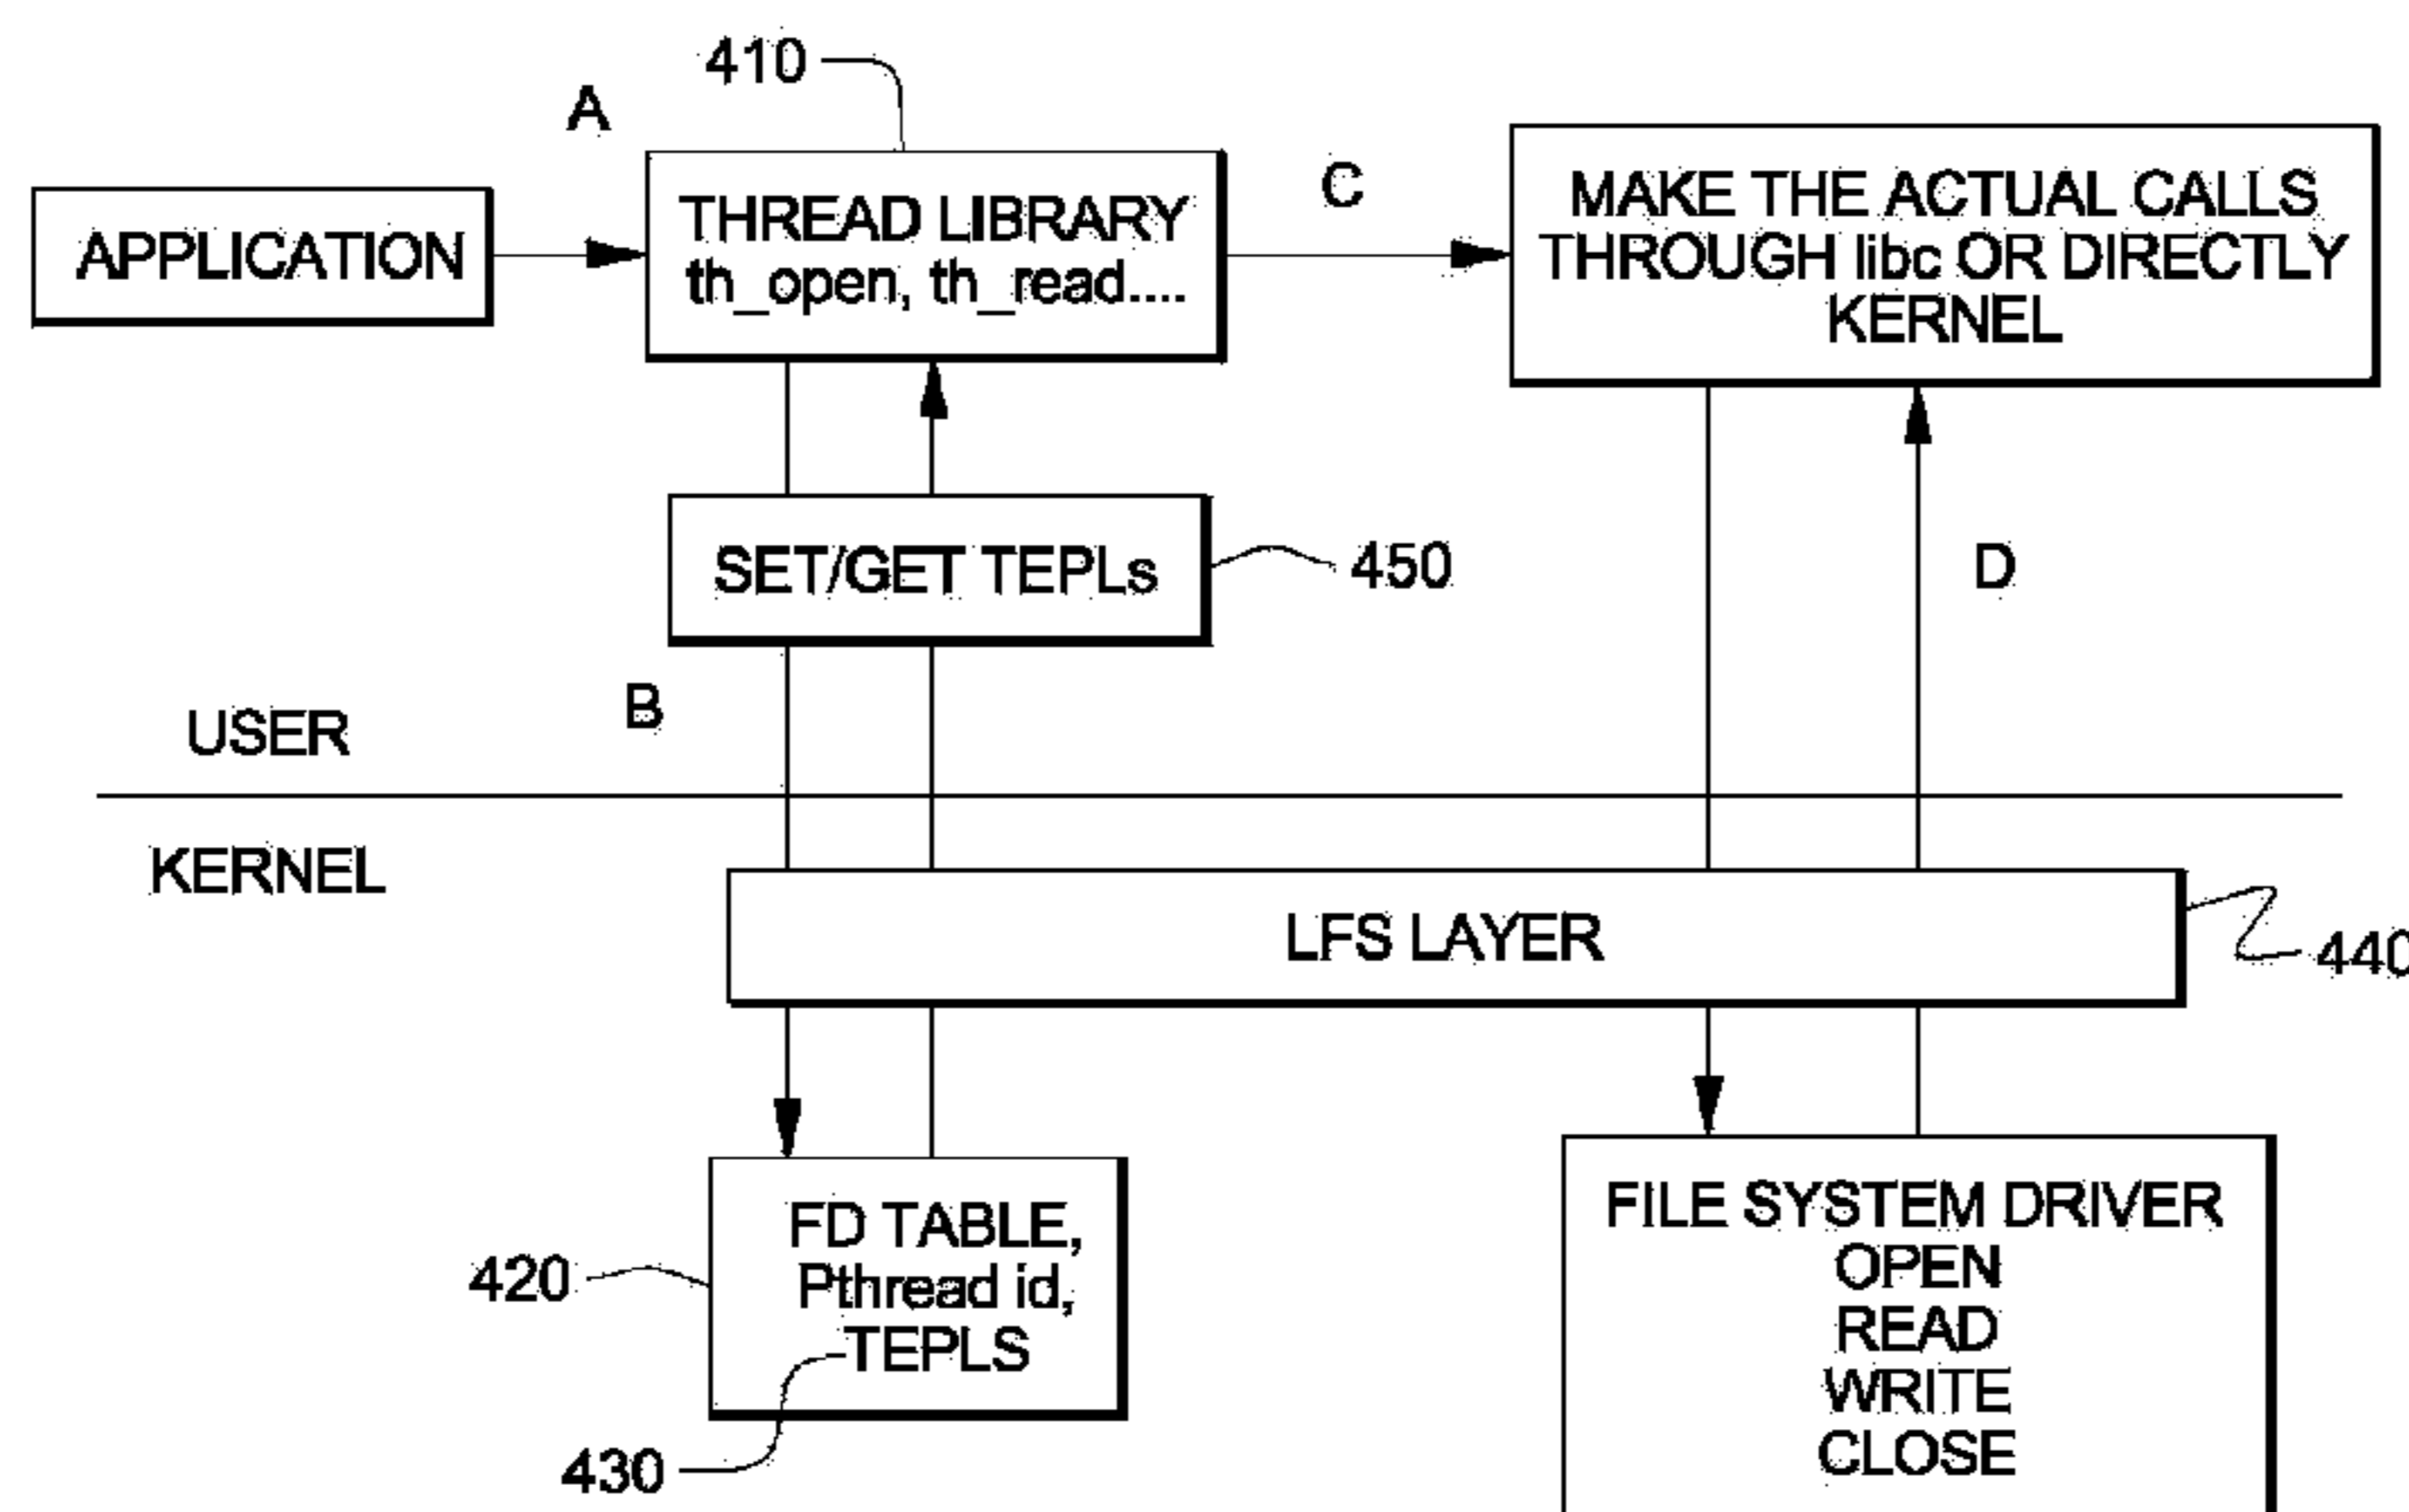 410
A
APPLICATION
THREAD LIBRARY
th_open, th_read....
C
MAKE THE ACTUAL CALLS
THROUGH libc OR DIRECTLY
KERNEL
SET/GET TEPLs
450
D
B
USER
KERNEL
LFS LAYER
440
FD TABLE,
Pthread id,
TEPLS
420
430
FILE SYSTEM DRIVER
OPEN
READ
WRITE
CLOSE